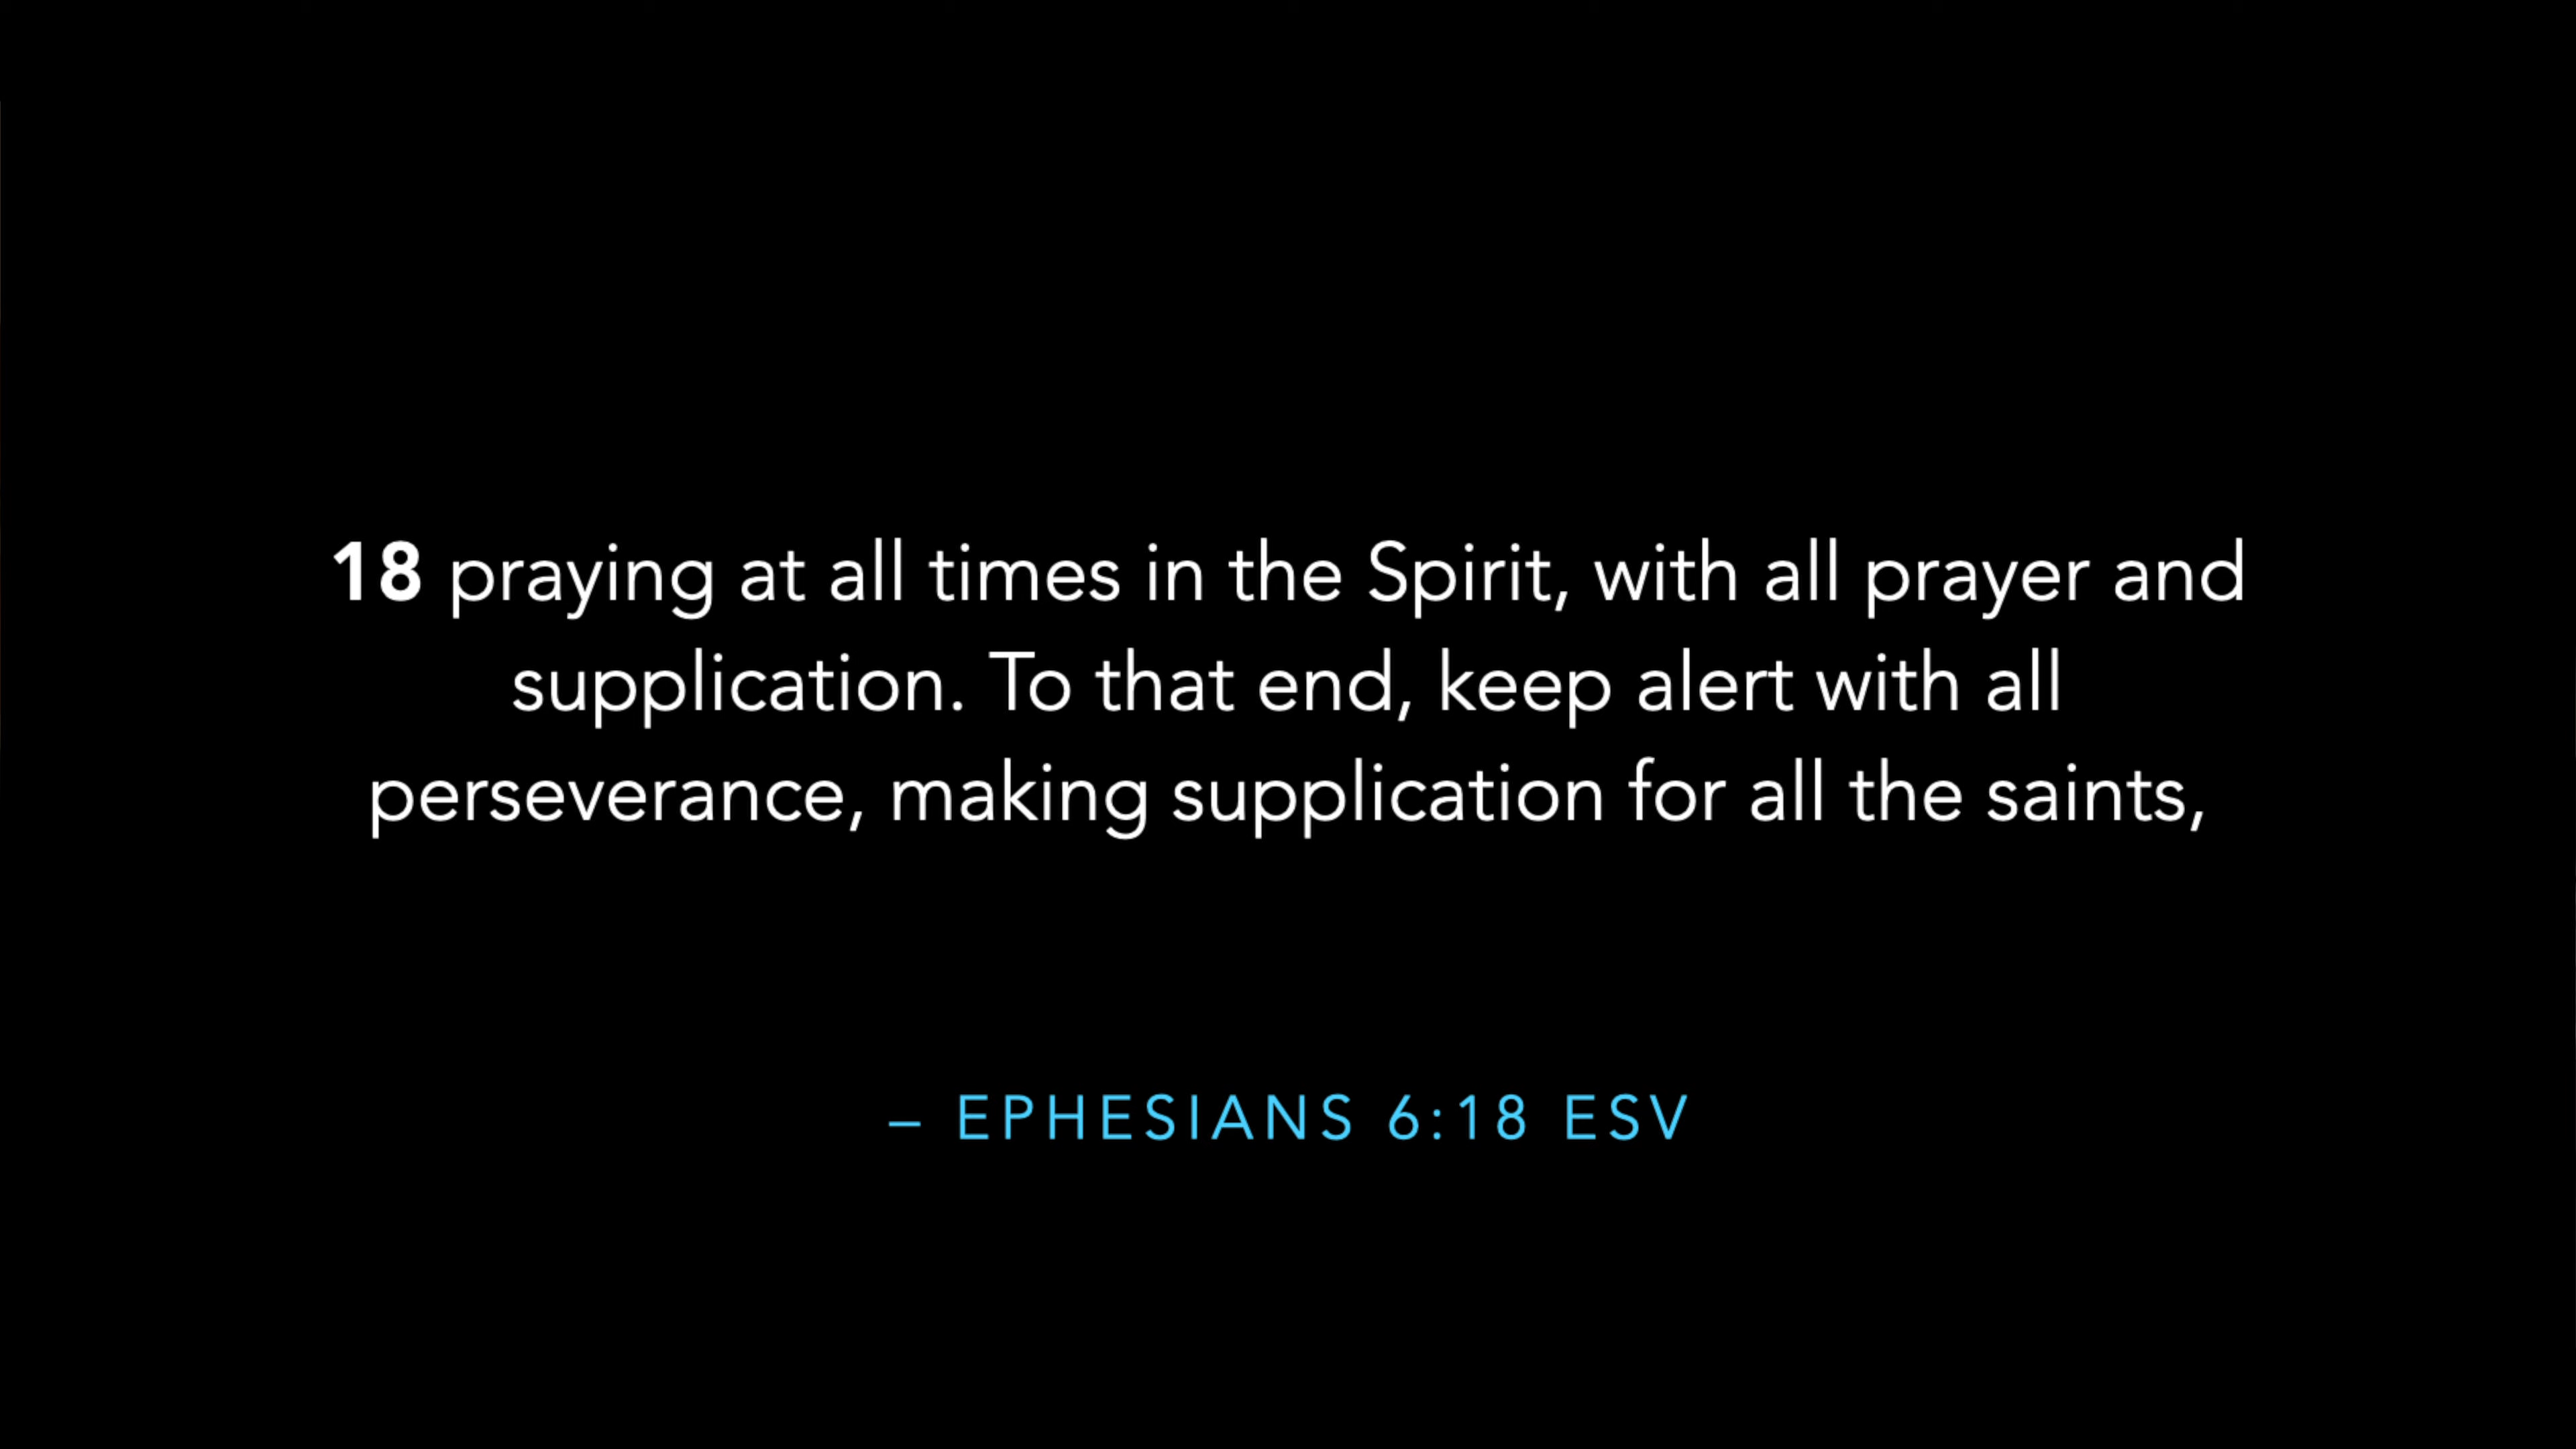 18 praying at all times in the Spirit, with all prayer and
supplication. To that end, keep alert with all
perseverance, making supplication for all the saints,
– EPHESIANS 6:18 ESV